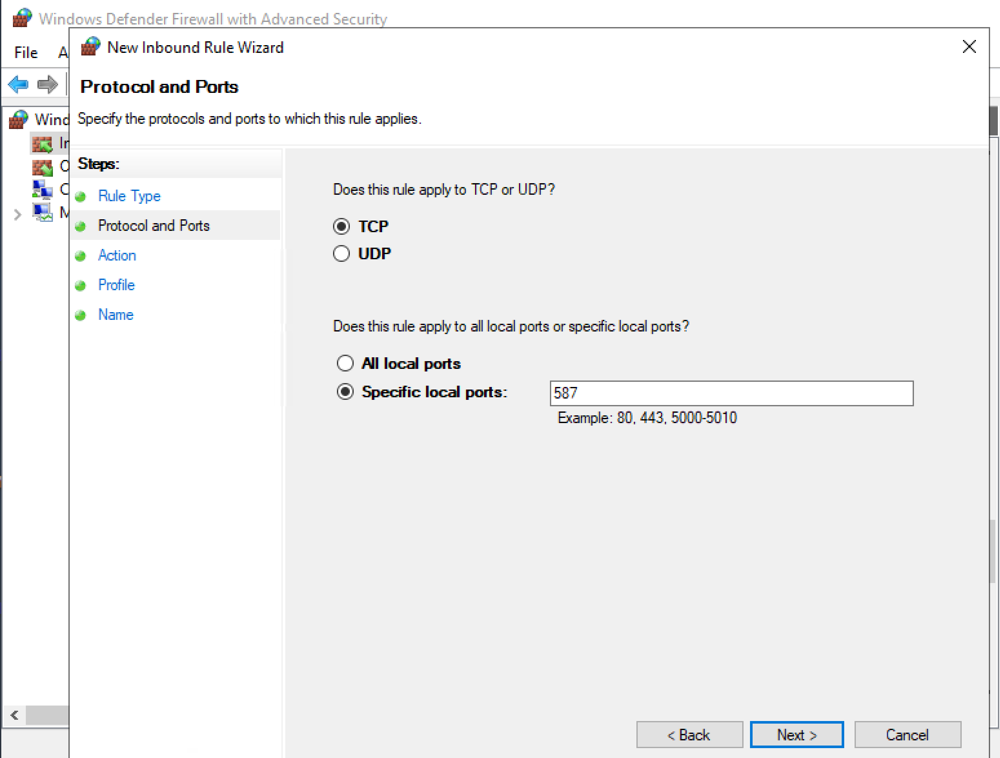 Windows Defender Firewall with Advanced Security
File
New Inbound Rule Wizard
Protocol and Ports
Specify the protocols and ports to which this rule applies.
Steps:
Rule Type
Protocol and Ports
Action
Profile
Name
Does this rule apply to TCP or UDP?
TCP
UDP
Does this rule apply to all local ports or specific local ports?
All local ports
Specific local ports:
587
Example: 80, 443, 5000-5010
< Back
Next >
Cancel